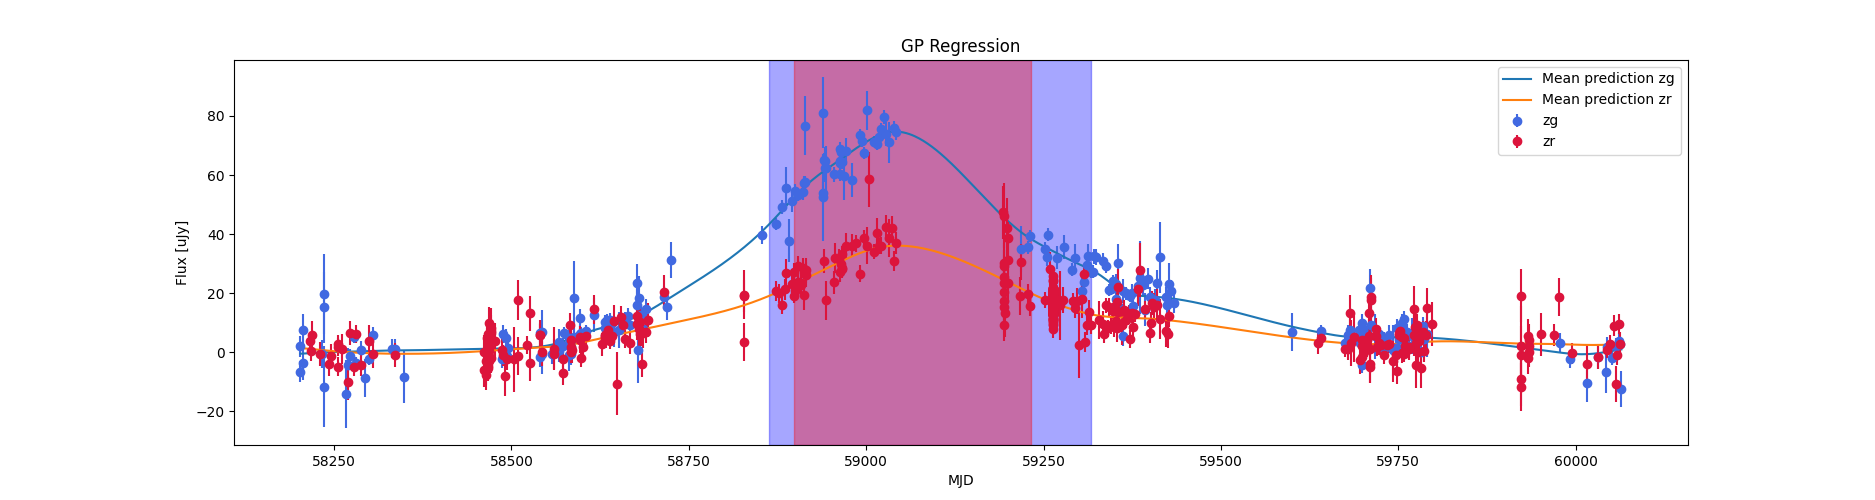 GP Regression
Mean prediction zg
Mean prediction zr
zg
zr
Flux [uJy]
80
60
40
20
0
−20
58250 58500 58750 59000 59250 59500 59750 60000
MJD